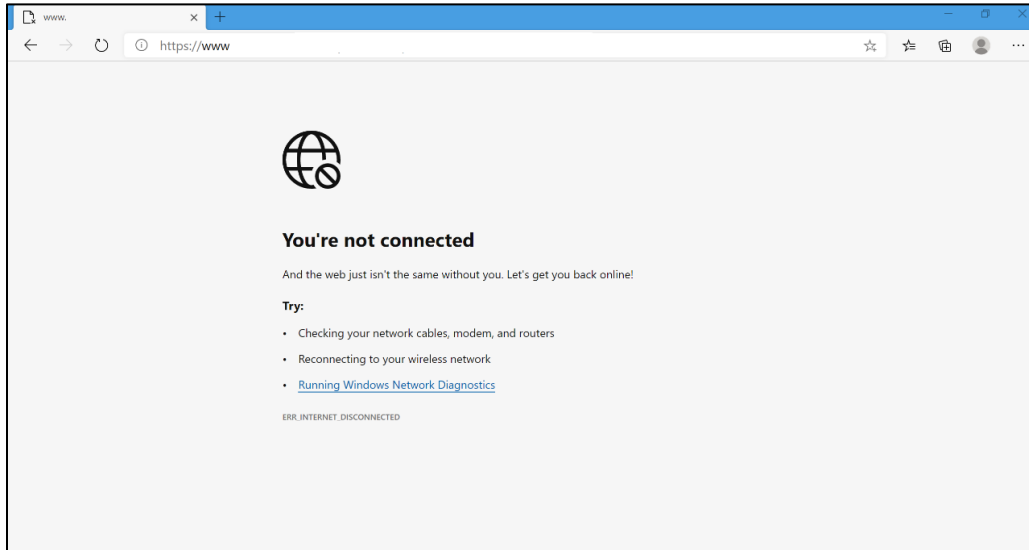 www.
https://www
You're not connected
And the web just isn't the same without you. Let's get you back online!
Try:
• Checking your network cables, modem, and routers
• Reconnecting to your wireless network
• Running Windows Network Diagnostics
ERR_INTERNET_DISCONNECTED